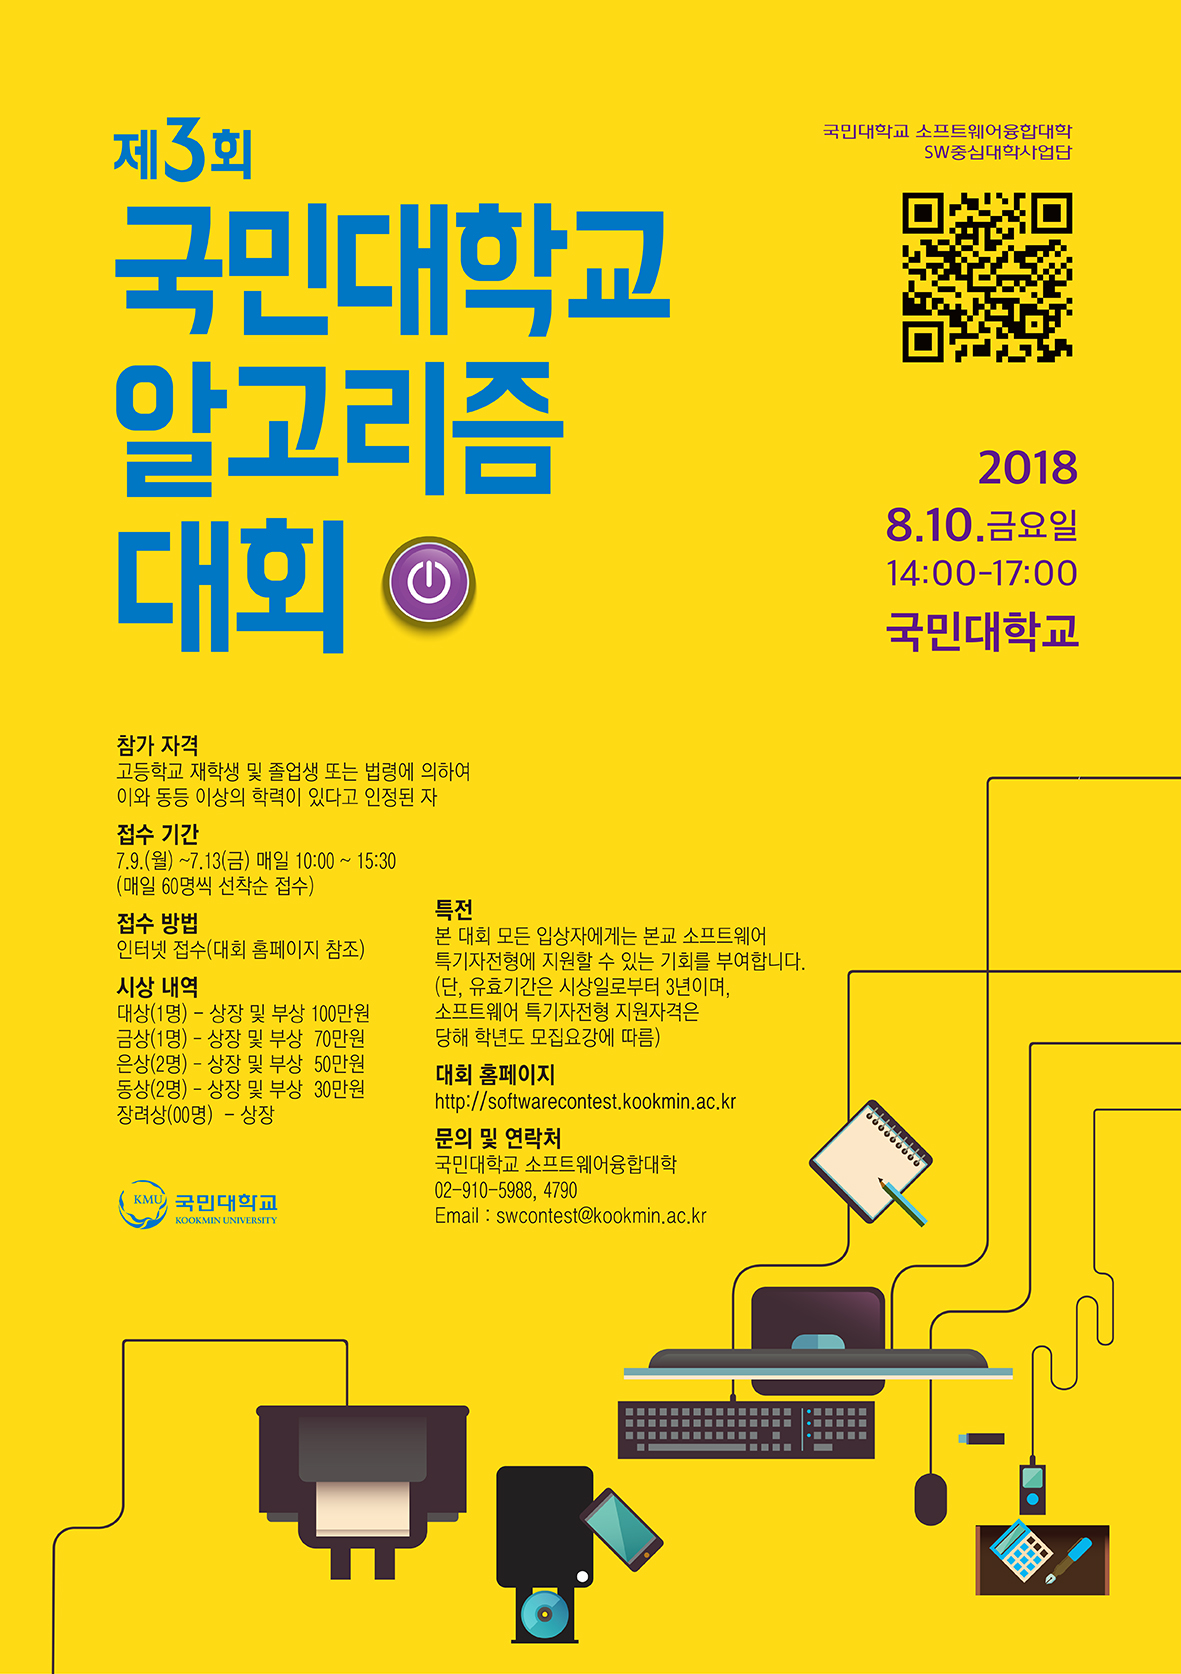 제3회
국민대학교
알고리즘
대회
국민대학교 소프트웨어융합대학
SW중심대학사업단
2018
8.10.금요일
14:00-17:00
국민대학교
참가 자격
고등학교 재학생 및 졸업생 또는 법령에 의하여
이와 동등 이상의 학력이 있다고 인정된 자
접수 기간
7.9.(월) ~7.13(금) 매일 10:00 ~ 15:30
(매일 60명씩 선착순 접수)
접수 방법
인터넷 접수(대회 홈페이지 참조)
시상 내역
대상(1명) - 상장 및 부상 100만원
금상(1명) - 상장 및 부상 70만원
은상(2명) - 상장 및 부상 50만원
동상(2명) - 상장 및 부상 30만원
장려상(00명) - 상장
특전
본 대회 모든 입상자에게는 본교 소프트웨어
특기자전형에 지원할 수 있는 기회를 부여합니다.
(단, 유효기간은 시상일로부터 3년이며,
소프트웨어 특기자전형 지원자격은
당해 학년도 모집요강에 따름)
대회 홈페이지
http://softwarecontest.kookmin.ac.kr
문의 및 연락처
국민대학교 소프트웨어융합대학
02-910-5988, 4790
Email : swcontest@kookmin.ac.kr
KMU 국민대학교
KOOKMIN UNIVERSITY